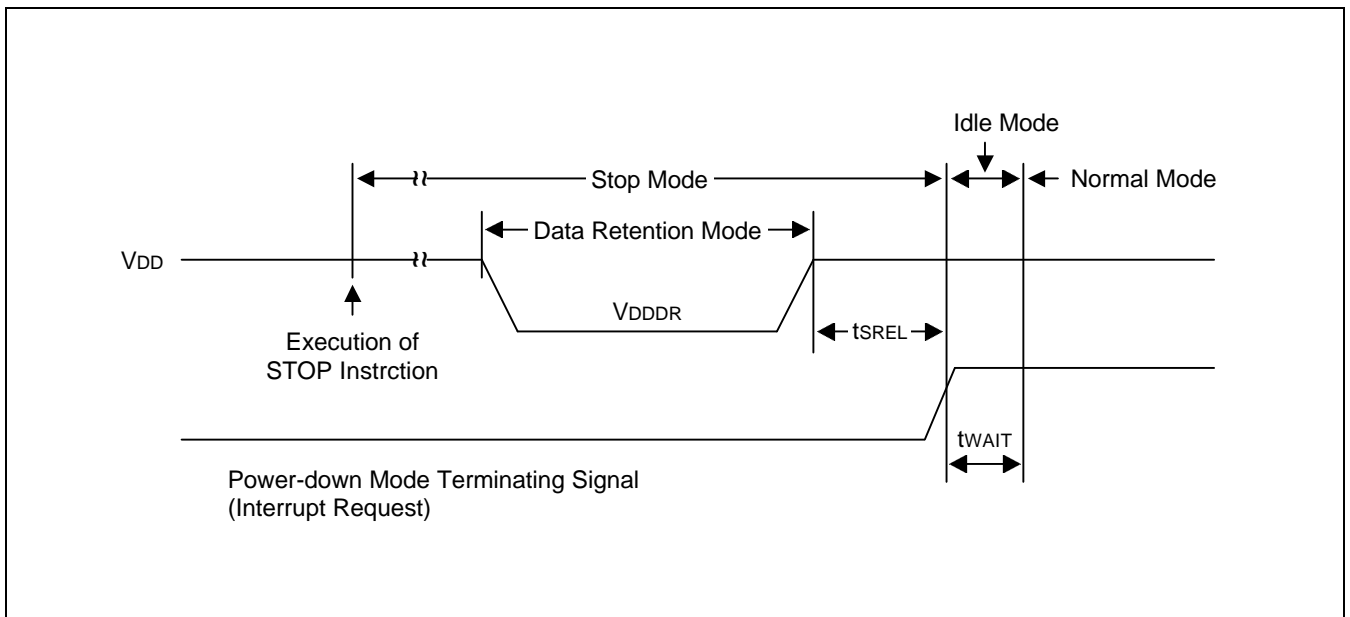 Idle Mode
Stop Mode
Normal Mode
Data Retention Mode
VDD
VDDDR
tSREL
Execution of
STOP Instrction
tWAIT
Power-down Mode Terminating Signal
(Interrupt Request)